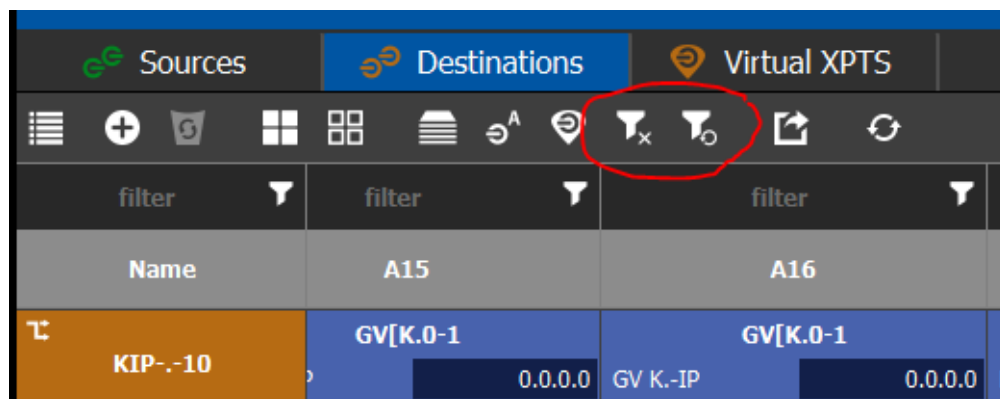 Sources Destinations Virtual XPTS
A
filter filter filter
Name A15 A16
GV[K.0-1 GV[K.0-1
KIP-.-10
0.0.0.0 GV K.-IP 0.0.0.0